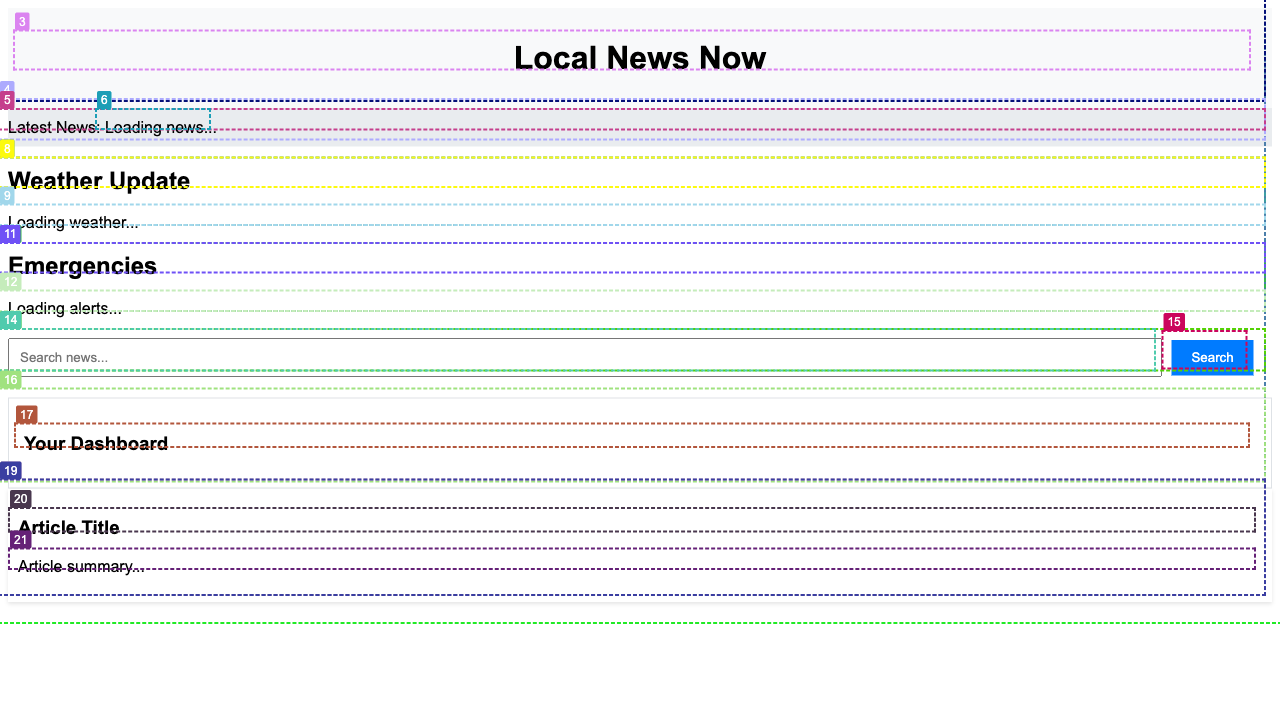 3
Local News Now
4
5
6
Latest News: Loading news...
8
Weather Update
9
Loading weather...
11
Emergencies
12
Loading alerts...
14
15
Search news...
Search
16
17
Your Dashboard
19
20
Article Title
21
Article summary...